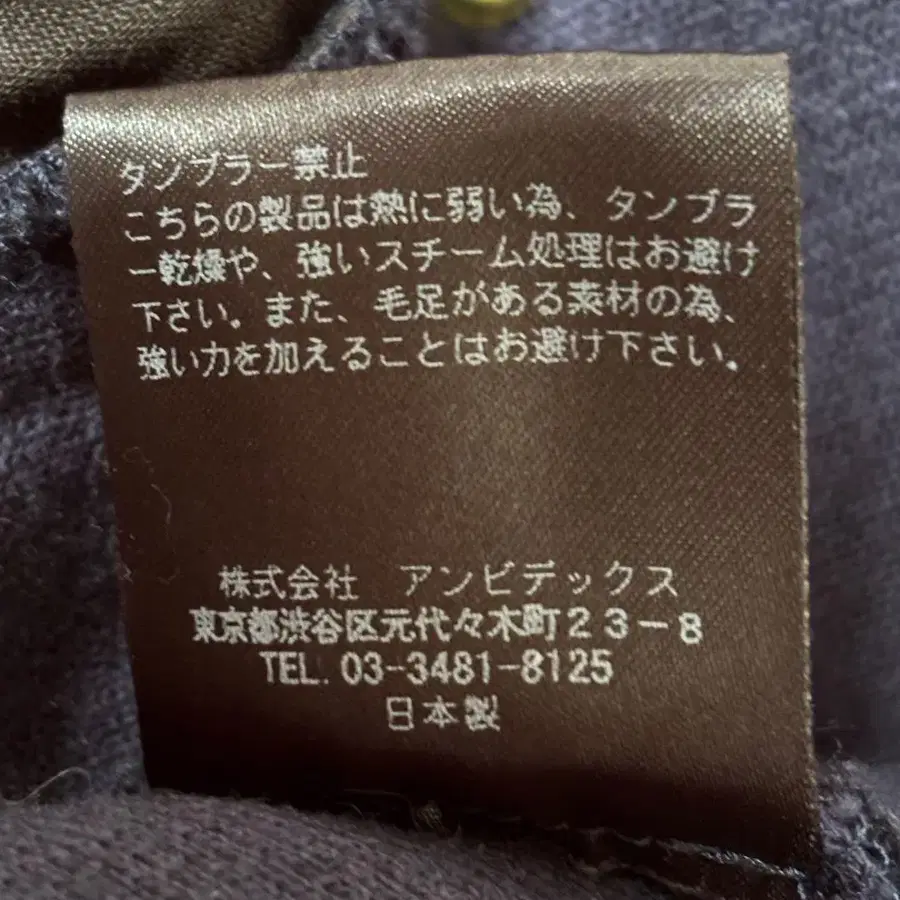 タンブラー禁止
こちらの製品は熱に弱い為、タンブラ
ー乾燥や、強いスチーム処理はお避け
下さい。また、毛足がある素材の為、
強い力を加えることはお避け下さい。
株式会社　アンビデックス
東京都渋谷区元代々木町２３−８
TEL. 03-3481-8125
日本製